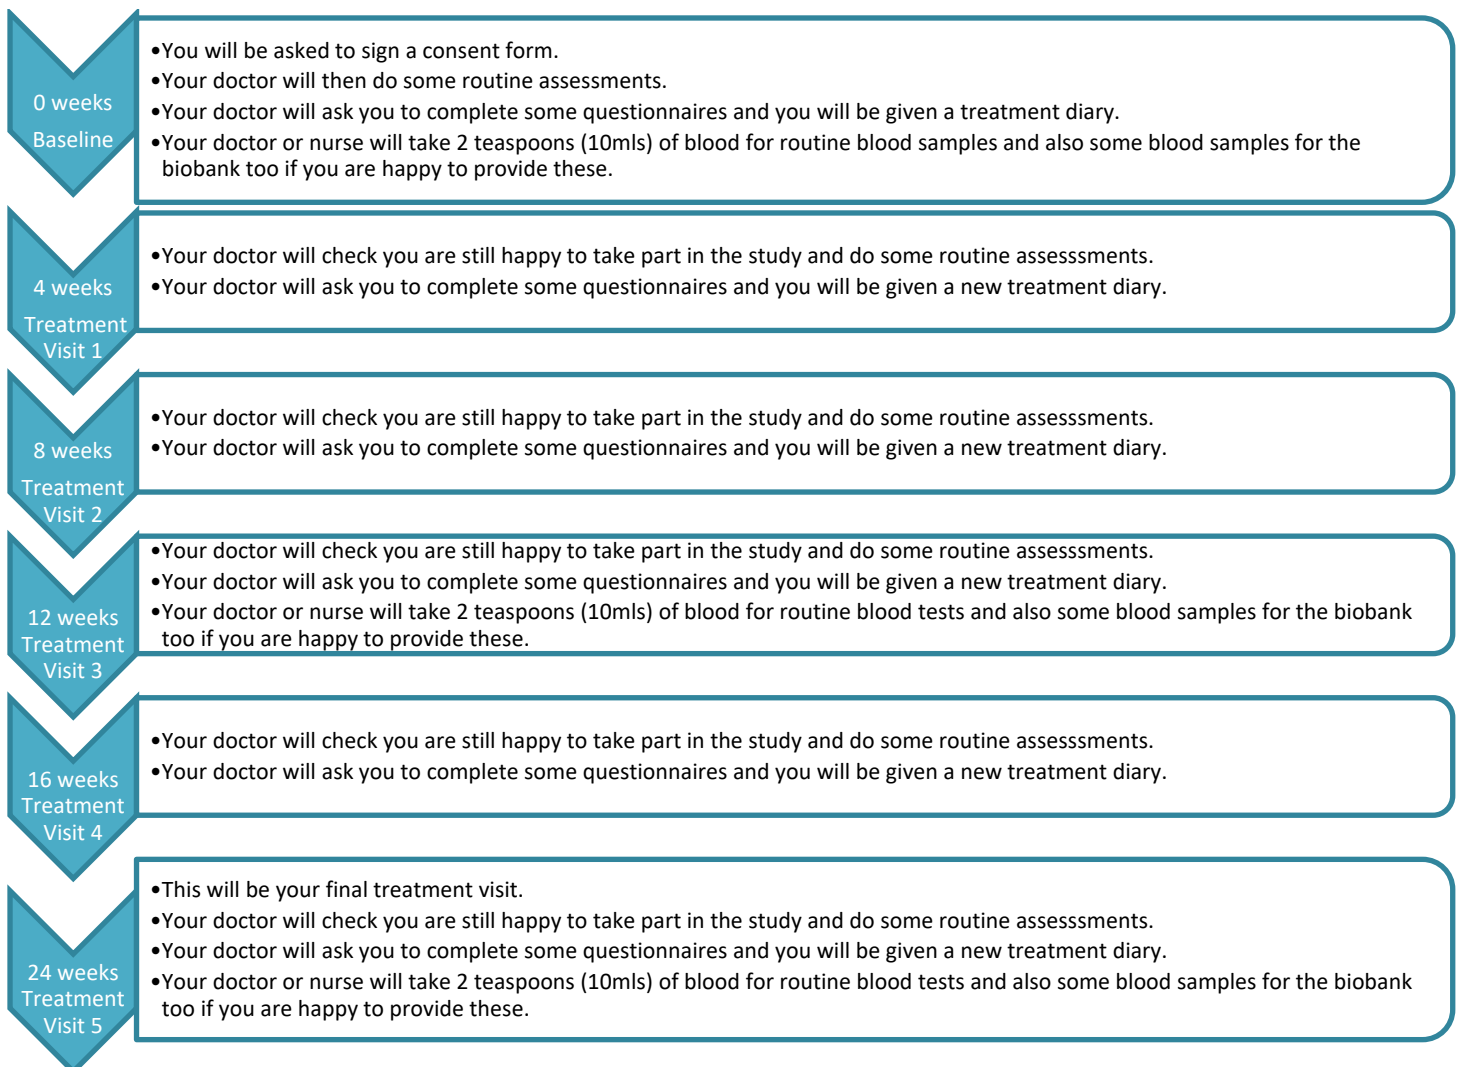 0 weeks
Baseline
•You will be asked to sign a consent form.
•Your doctor will then do some routine assessments.
•Your doctor will ask you to complete some questionnaires and you will be given a treatment diary.
•Your doctor or nurse will take 2 teaspoons (10mls) of blood for routine blood samples and also some blood samples for the
biobank too if you are happy to provide these.
4 weeks
Treatment
Visit 1
•Your doctor will check you are still happy to take part in the study and do some routine assesssments.
•Your doctor will ask you to complete some questionnaires and you will be given a new treatment diary.
8 weeks
Treatment
Visit 2
•Your doctor will check you are still happy to take part in the study and do some routine assesssments.
•Your doctor will ask you to complete some questionnaires and you will be given a new treatment diary.
12 weeks
Treatment
Visit 3
•Your doctor will check you are still happy to take part in the study and do some routine assesssments.
•Your doctor will ask you to complete some questionnaires and you will be given a new treatment diary.
•Your doctor or nurse will take 2 teaspoons (10mls) of blood for routine blood tests and also some blood samples for the biobank
too if you are happy to provide these.
16 weeks
Treatment
Visit 4
•Your doctor will check you are still happy to take part in the study and do some routine assesssments.
•Your doctor will ask you to complete some questionnaires and you will be given a new treatment diary.
24 weeks
Treatment
Visit 5
•This will be your final treatment visit.
•Your doctor will check you are still happy to take part in the study and do some routine assesssments.
•Your doctor will ask you to complete some questionnaires and you will be given a new treatment diary.
•Your doctor or nurse will take 2 teaspoons (10mls) of blood for routine blood tests and also some blood samples for the biobank
too if you are happy to provide these.